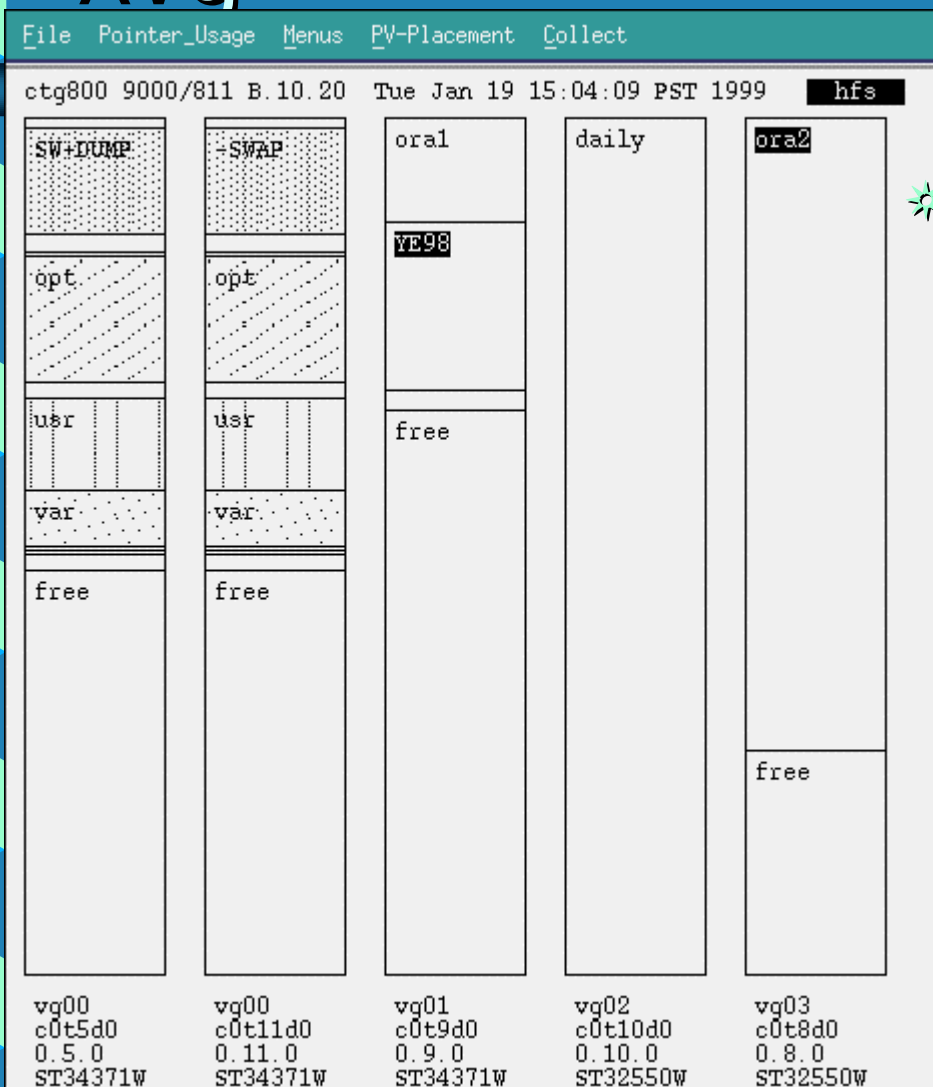 File Pointer_Usage Menus PV-Placement Collect
ctg800 9000/811 B.10.20 Tue Jan 19 15:04:09 PST 1999 hfs
SW+DUMP -SWAP ora1 daily ora2
YE98
opt opt
usr usr free
var var
free free
free
vg00 vg00 vg01 vg02 vg03
c0t5d0 c0t11d0 c0t9d0 c0t10d0 c0t8d0
0.5.0 0.11.0 0.9.0 0.10.0 0.8.0
ST34371W ST34371W ST34371W ST32550W ST32550W